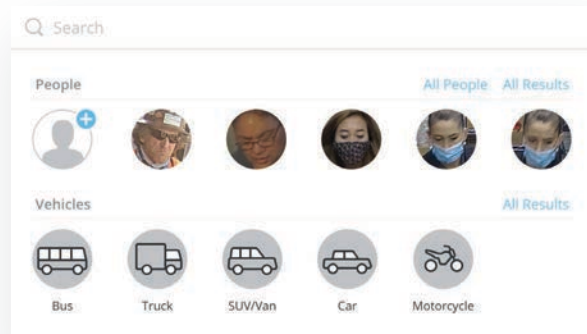 Search
People All People All Results
Vehicles All Results
Bus Truck SUV/Van Car Motorcycle